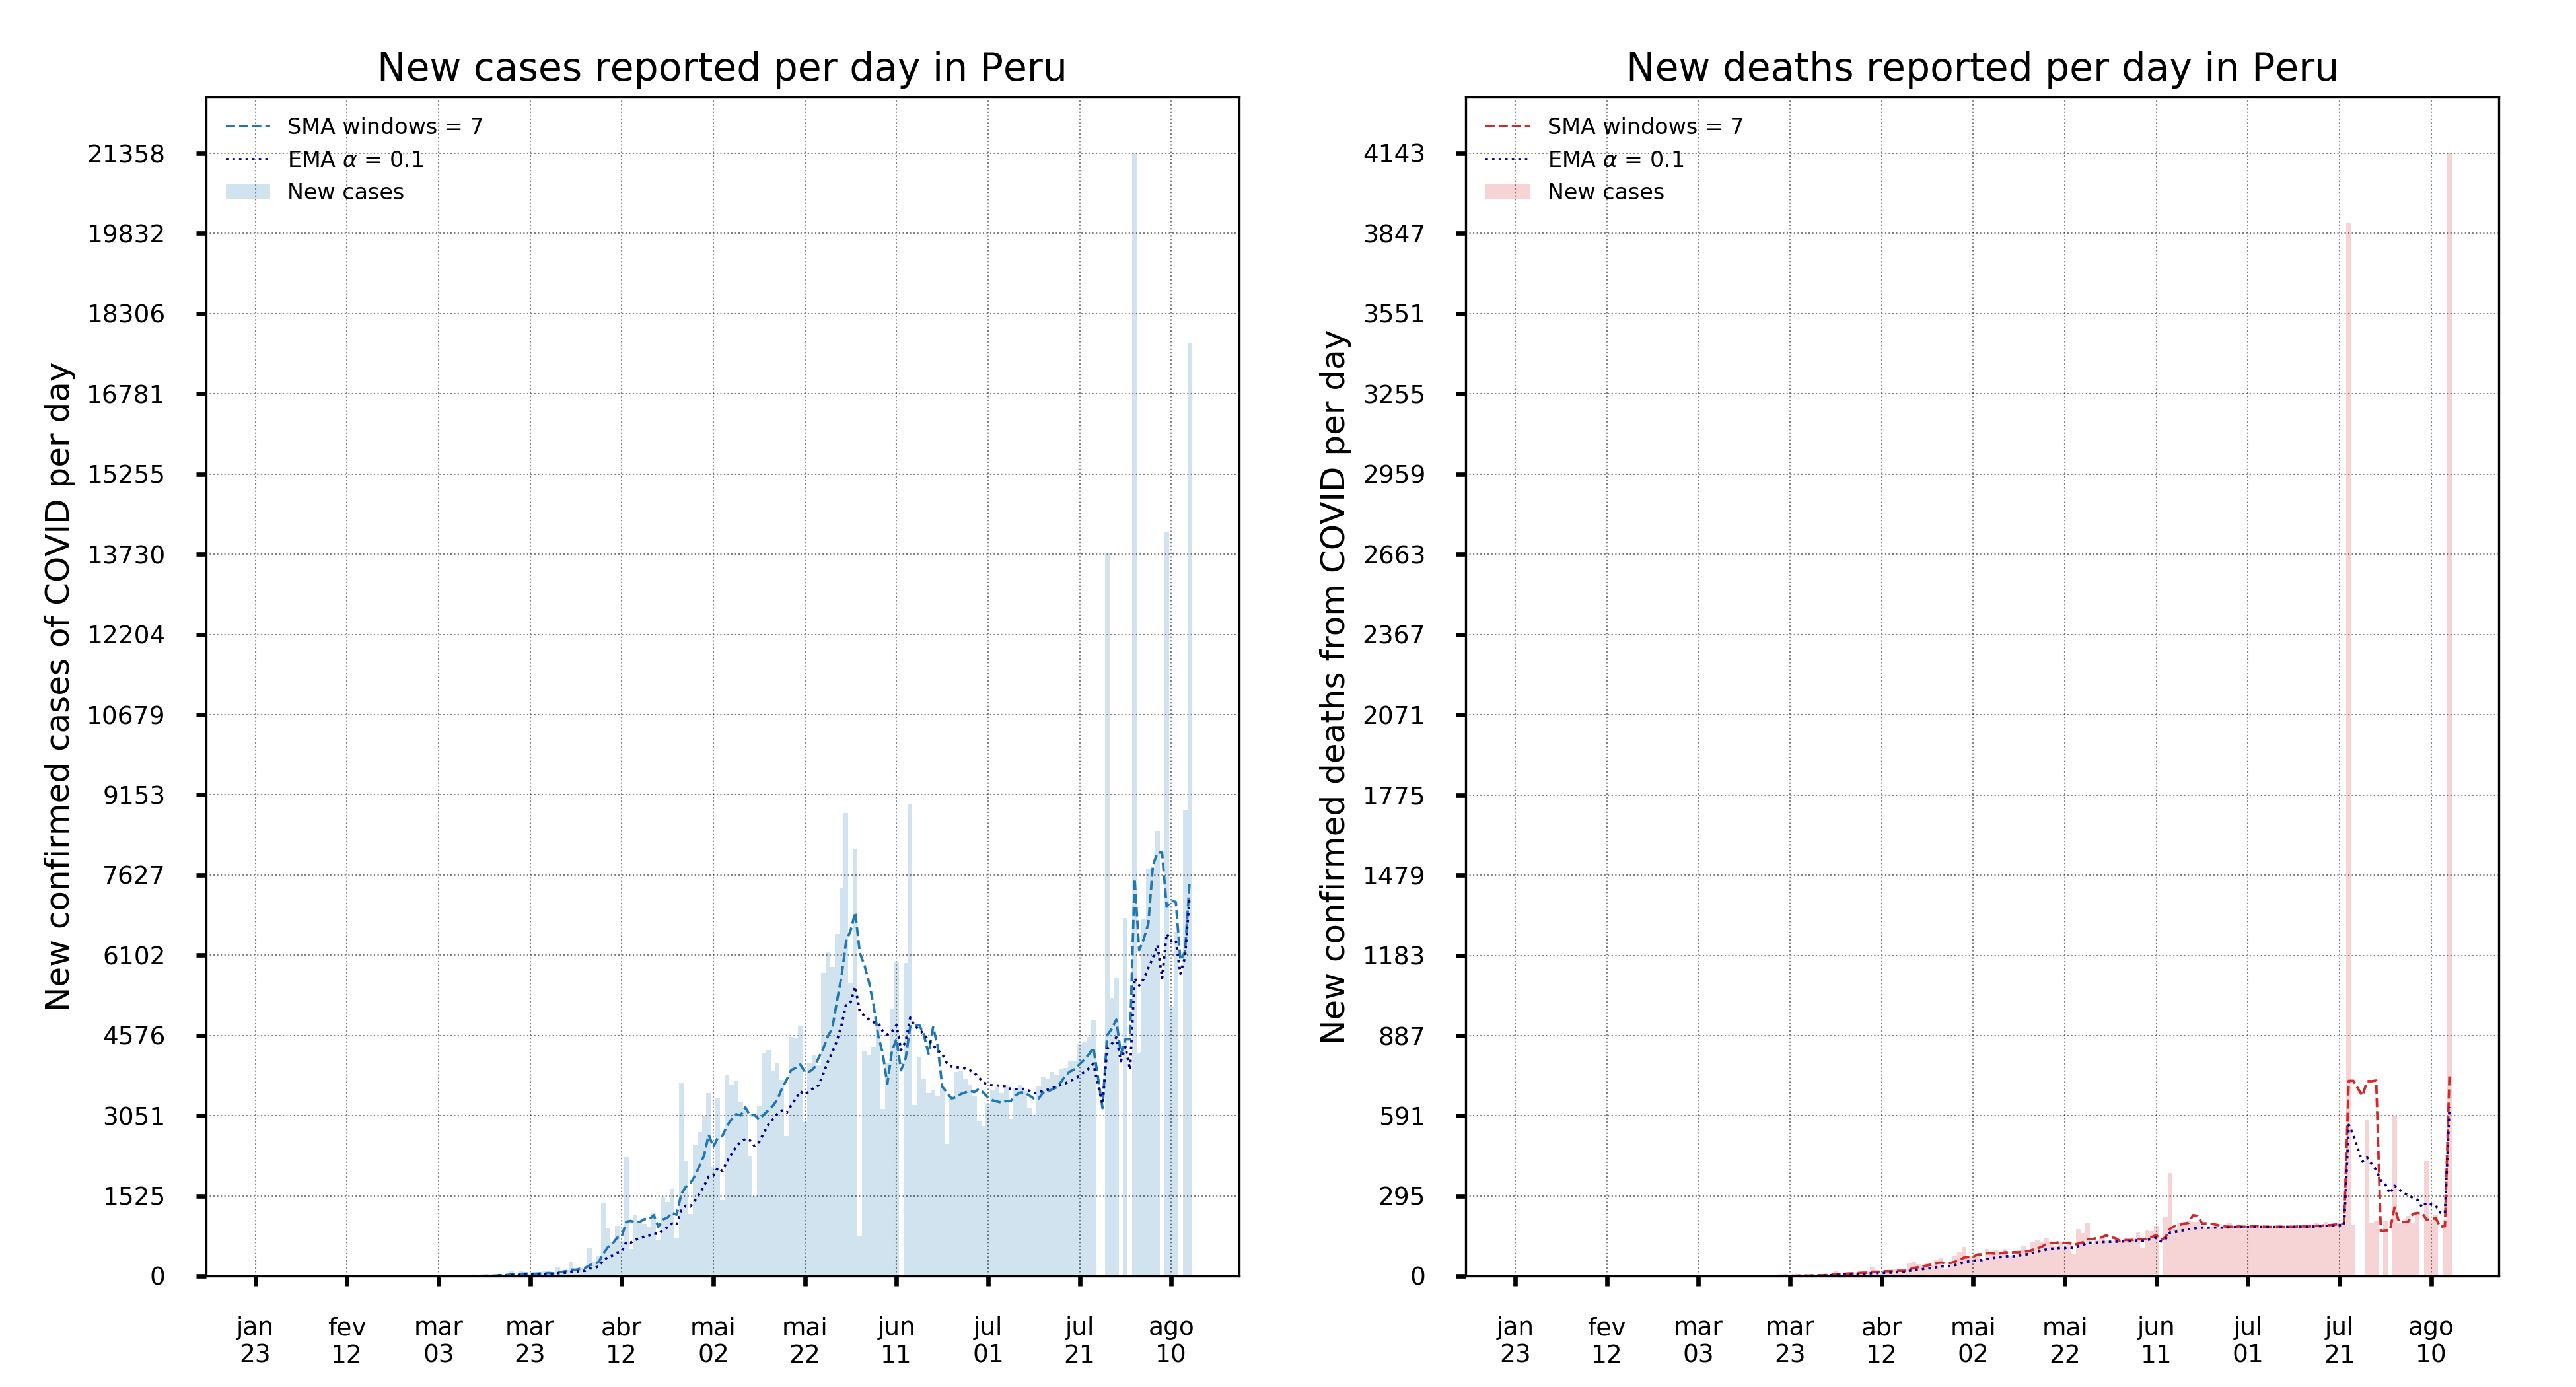 New cases reported per day in Peru
SMA windows = 7
EMA α = 0.1
New cases
New confirmed cases of COVID per day
21358
19832
18306
16781
15255
13730
12204
10679
9153
7627
6102
4576
3051
1525
0
jan
23
fev
12
mar
03
mar
23
abr
12
mai
02
mai
22
jun
11
jul
01
jul
21
ago
10
New deaths reported per day in Peru
SMA windows = 7
EMA α = 0.1
New cases
New confirmed deaths from COVID per day
4143
3847
3551
3255
2959
2663
2367
2071
1775
1479
1183
887
591
295
0
jan
23
fev
12
mar
03
mar
23
abr
12
mai
02
mai
22
jun
11
jul
01
jul
21
ago
10